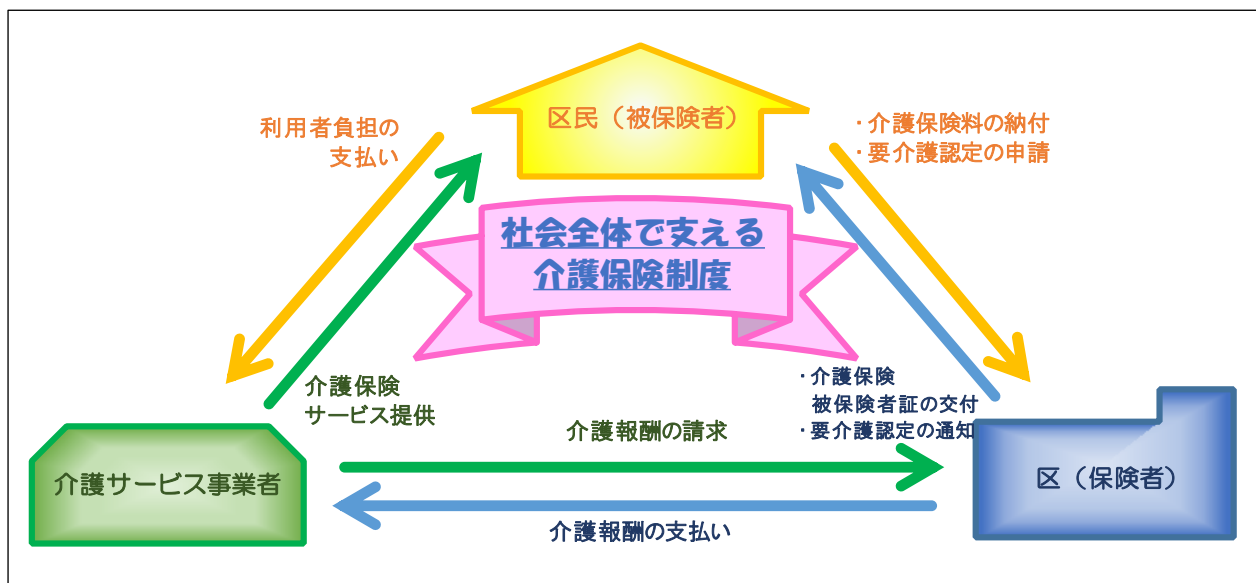 区民（被保険者）
利用者負担の
支払い
・介護保険料の納付
・要介護認定の申請
社会全体で支える
介護保険制度
介護保険
サービス提供
・介護保険
被保険者証の交付
・要介護認定の通知
介護報酬の請求
介護サービス事業者
区（保険者）
介護報酬の支払い